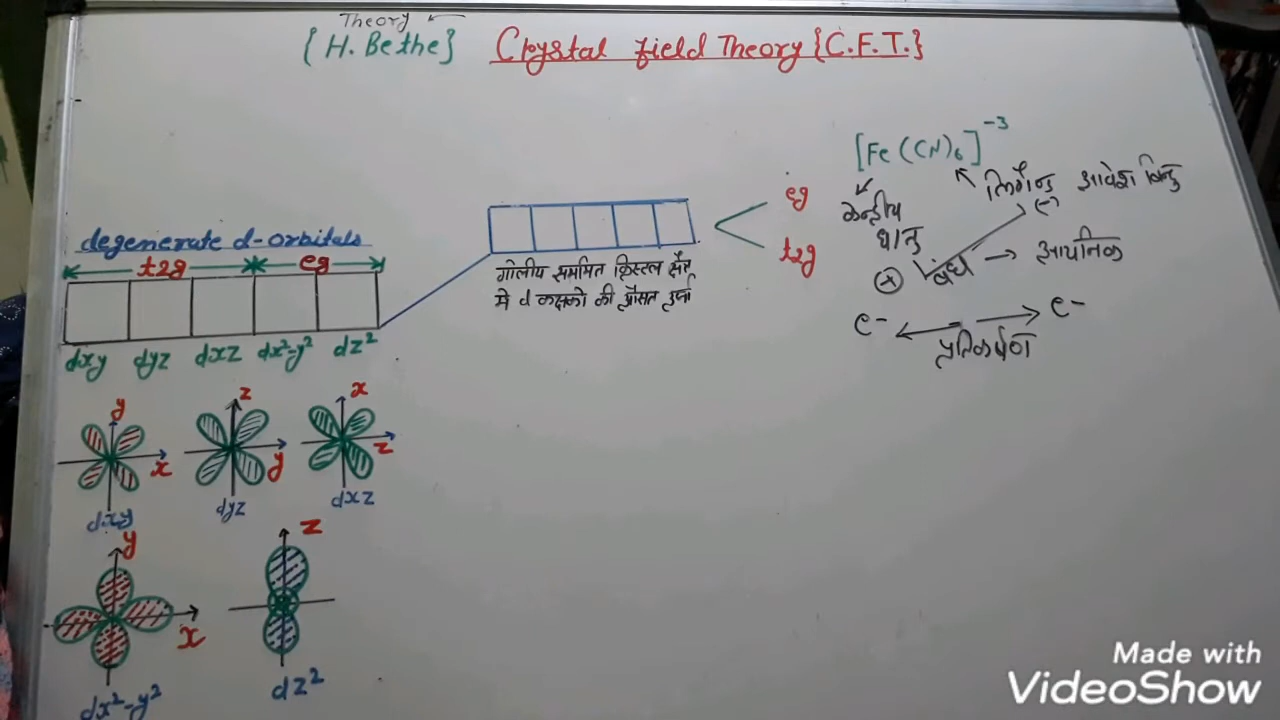 Theory
{H. Bethe} Crystal field Theory {C.F.T.}
[Fe(CN)6]-3
लिगैन्ड आवेश बिन्दु
(-)
केन्द्रीय
धातु
(+) बंध → आयनिक
e- e-
प्रतिकर्षण
degenerate d-orbitals
t2g eg
dxy dyz dxz dx²-y² dz²
eg
t2g
गोलीय सममित क्रिस्टल क्षेत्र
मे d कक्षको की औसत ऊर्जा
y z x
x y z
dxy dyz dxz
y z
x
dx²-y² dz²
Made with
VideoShow